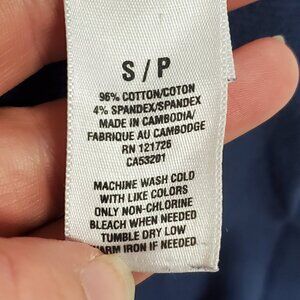 S / P
96% COTTON/COTON
4% SPANDEX/SPANDEX
MADE IN CAMBODIA/
FABRIQUE AU CAMBODGE
RN 121726
CA53201
MACHINE WASH COLD
WITH LIKE COLORS
ONLY NON-CHLORINE
BLEACH WHEN NEEDED
TUMBLE DRY LOW
WARM IRON IF NEEDED